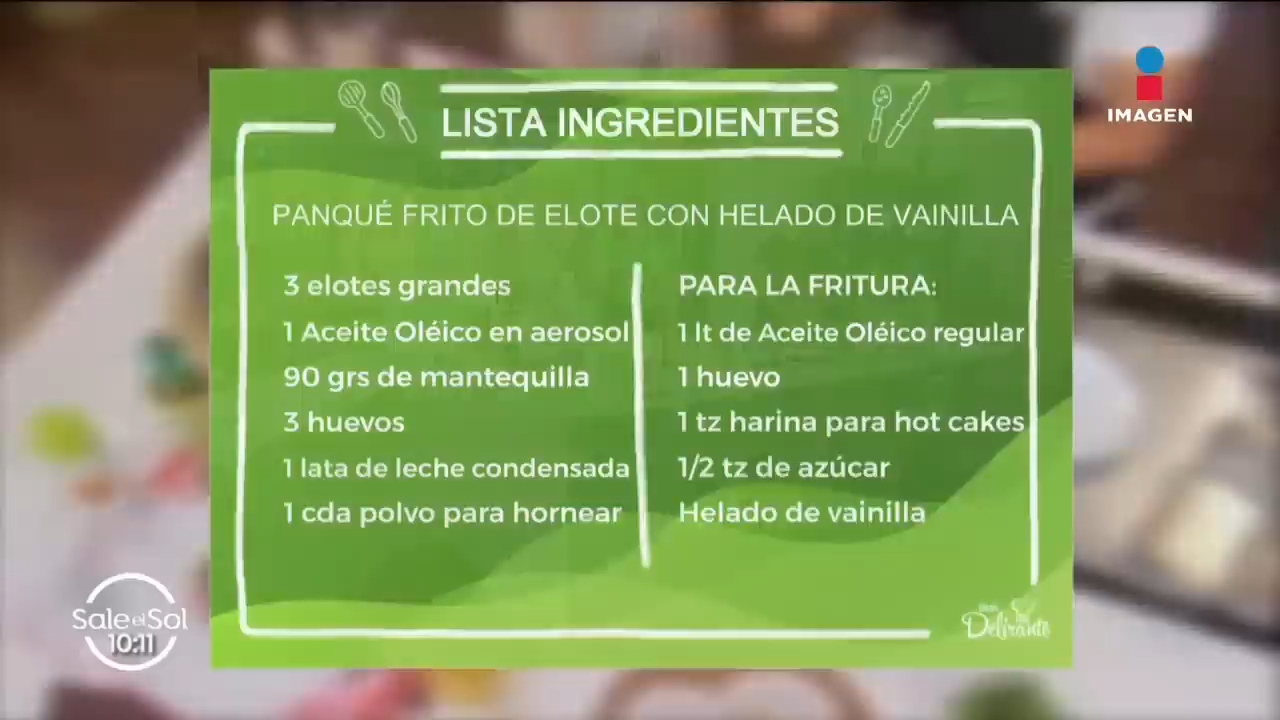 IMAGEN
LISTA INGREDIENTES
PANQUÉ FRITO DE ELOTE CON HELADO DE VAINILLA
3 elotes grandes
1 Aceite Oléico en aerosol
90 grs de mantequilla
3 huevos
1 lata de leche condensada
1 cda polvo para hornear
PARA LA FRITURA:
1 lt de Aceite Oléico regular
1 huevo
1 tz harina para hot cakes
1/2 tz de azúcar
Helado de vainilla
Sale el Sol
10:11
Delirante